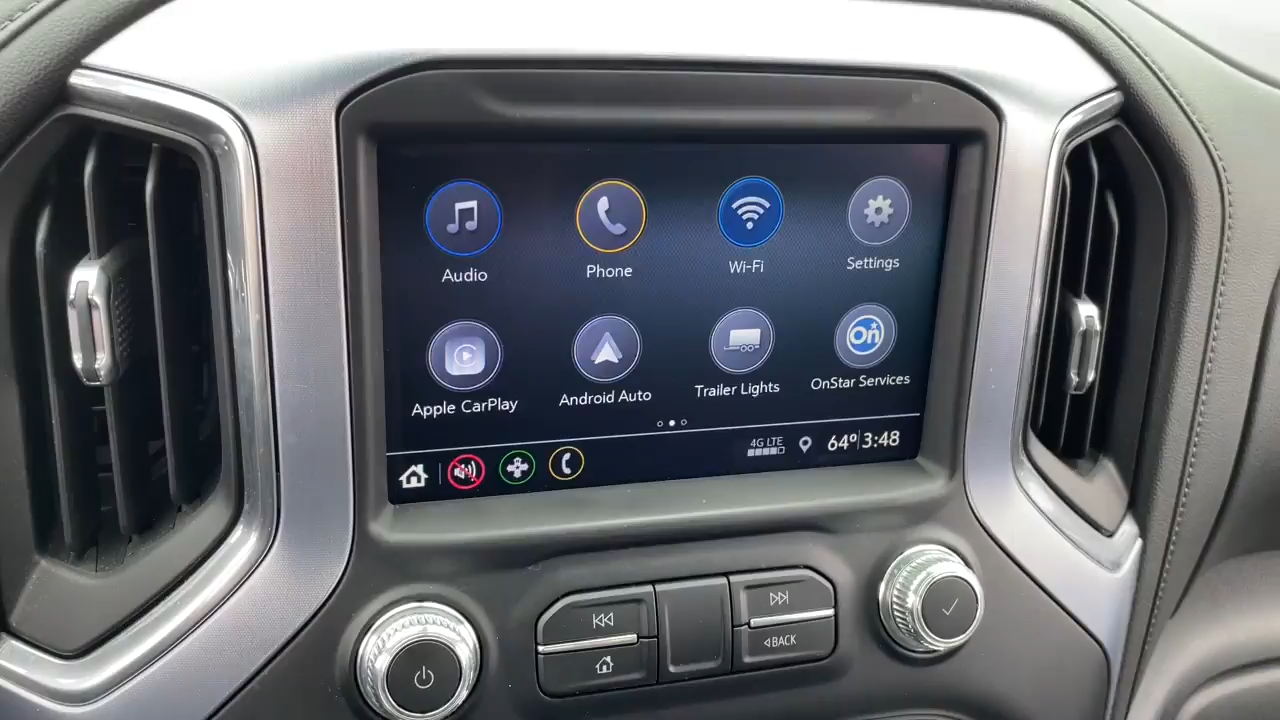 Audio
Phone
Wi-Fi
Settings
On
Apple CarPlay
Android Auto
Trailer Lights
OnStar Services
4G LTE
64° 3:48
BACK